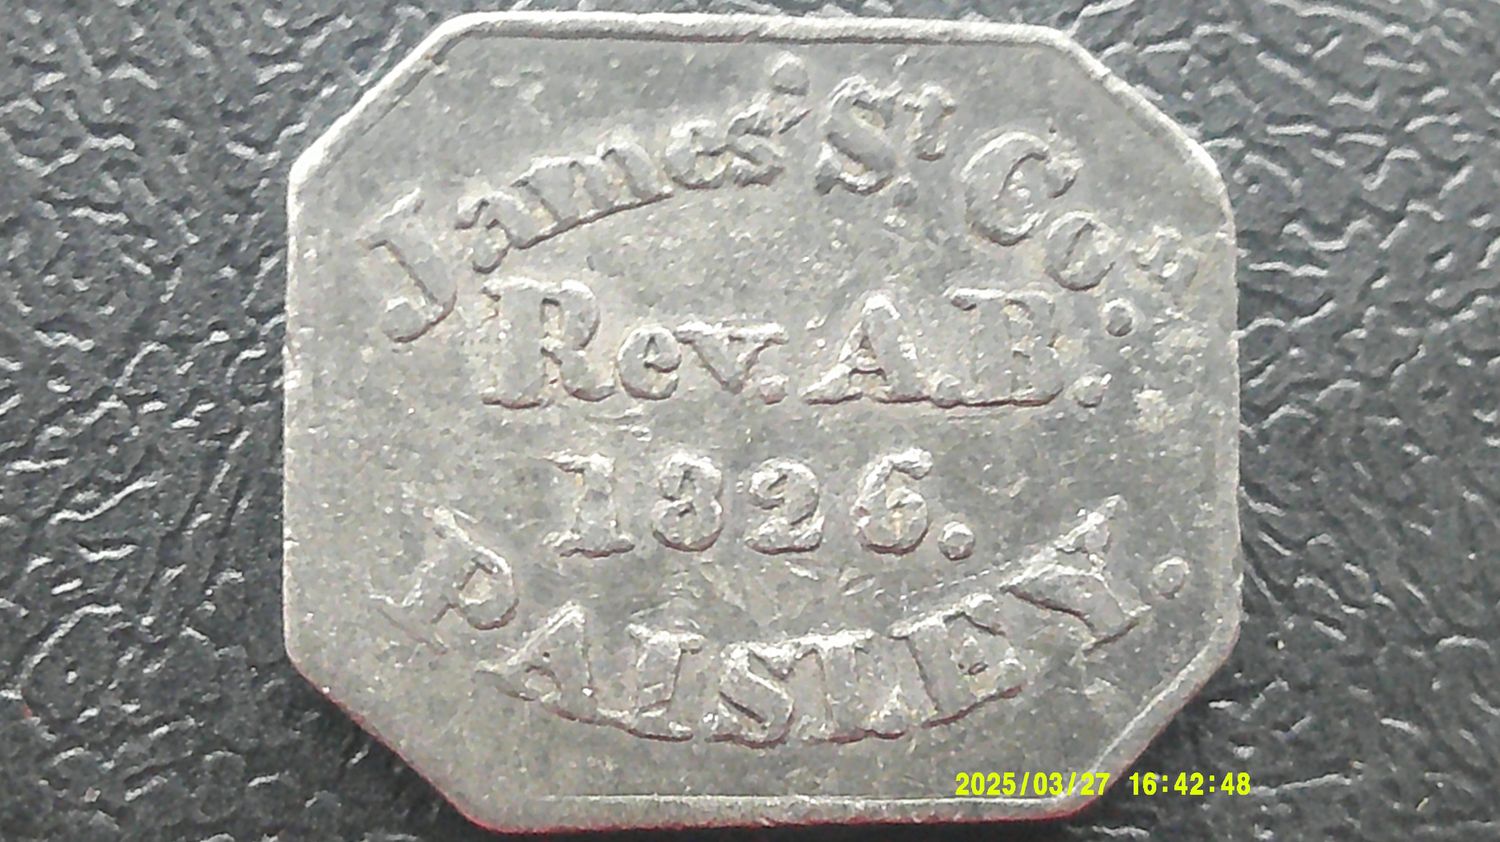 James' St Con.
Rev. A.B.
1826.
PAISLEY.
2025/03/27 16:42:48